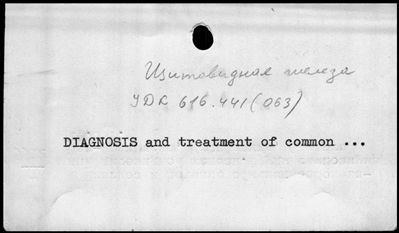 Щитовидная железа
УДК 616.441(063)
DIAGNOSIS and treatment of common ...